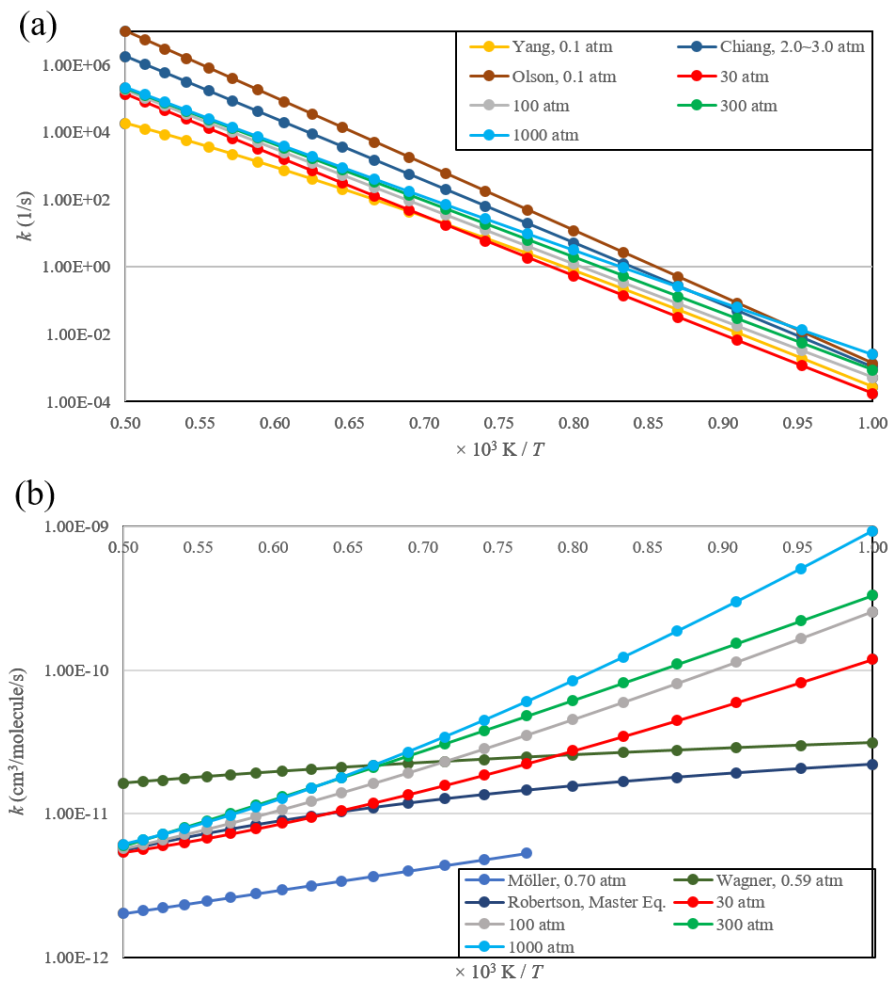 (a)
Yang, 0.1 atm
Chiang, 2.0~3.0 atm
Olson, 0.1 atm
30 atm
100 atm
300 atm
1000 atm
1.00E+06
1.00E+04
1.00E+02
1.00E+00
1.00E-02
1.00E-04
k (1/s)
0.50 0.55 0.60 0.65 0.70 0.75 0.80 0.85 0.90 0.95 1.00
× 10³ K / T
(b)
1.00E-09
0.50 0.55 0.60 0.65 0.70 0.75 0.80 0.85 0.90 0.95 1.00
1.00E-10
1.00E-11
1.00E-12
k (cm³/molecule/s)
Möller, 0.70 atm
Wagner, 0.59 atm
Robertson, Master Eq.
30 atm
100 atm
300 atm
1000 atm
× 10³ K / T